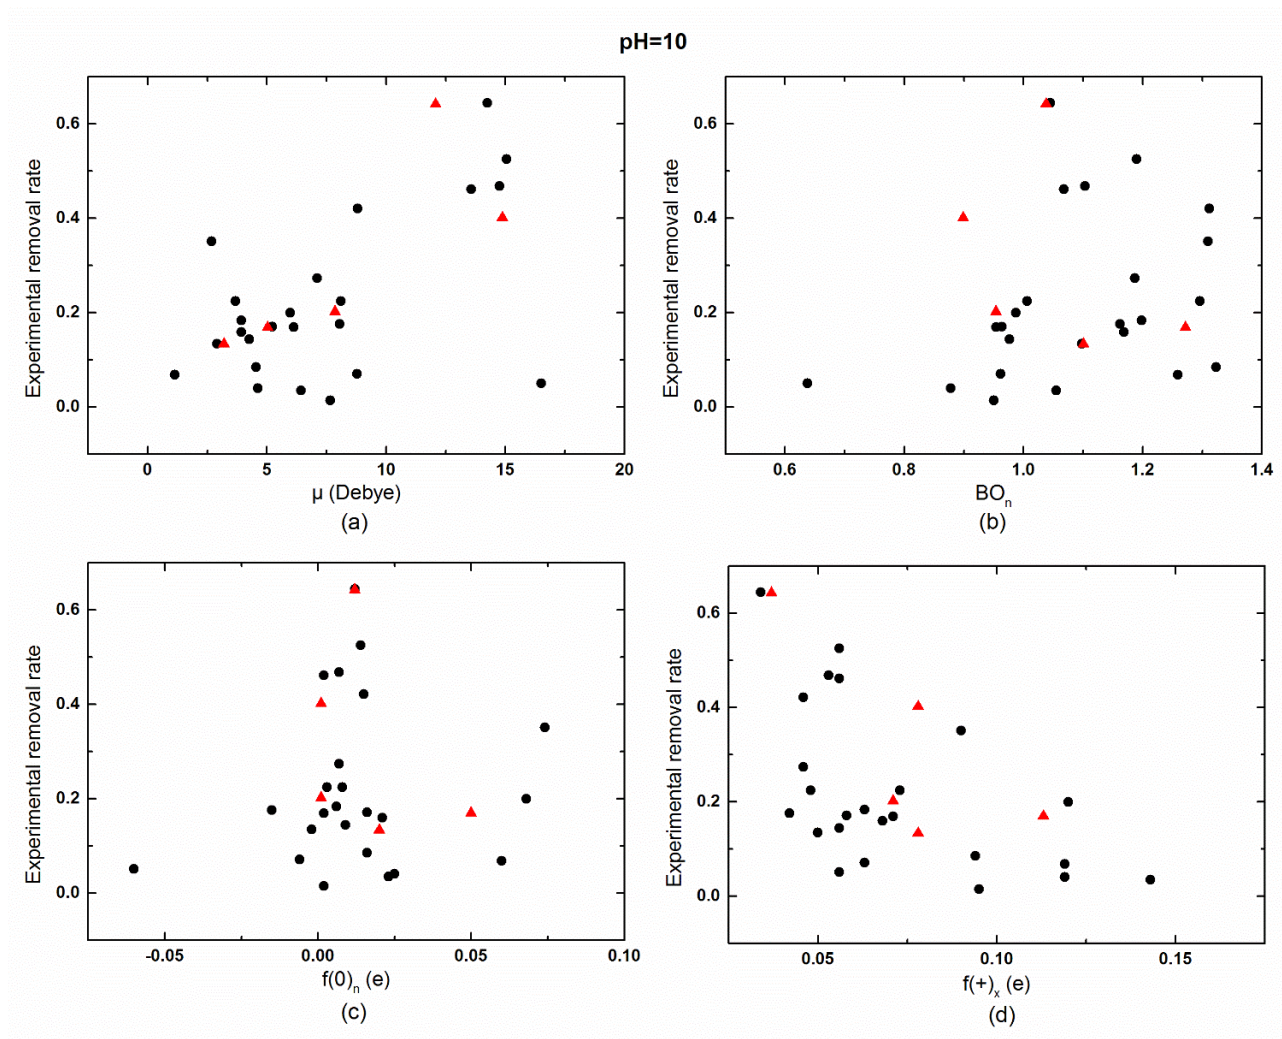 pH=10
Experimental removal rate
0.6
0.4
0.2
0.0
0 5 10 15 20
µ (Debye)
(a)
Experimental removal rate
0.6
0.4
0.2
0.0
0.6 0.8 1.0 1.2 1.4
BOn
(b)
Experimental removal rate
0.6
0.4
0.2
0.0
-0.05 0.00 0.05 0.10
f(0)n (e)
(c)
Experimental removal rate
0.6
0.4
0.2
0.0
0.05 0.10 0.15
f(+)x (e)
(d)